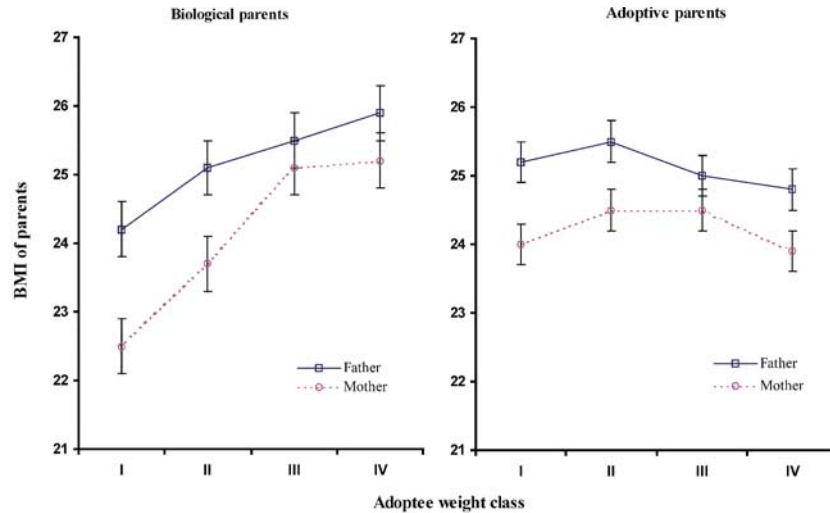 Biological parents
27
26
25
24
23
22
21
BMI of parents
Father
Mother
I II III IV
Adoptive parents
27
26
25
24
23
22
21
Father
Mother
I II III IV
Adoptee weight class